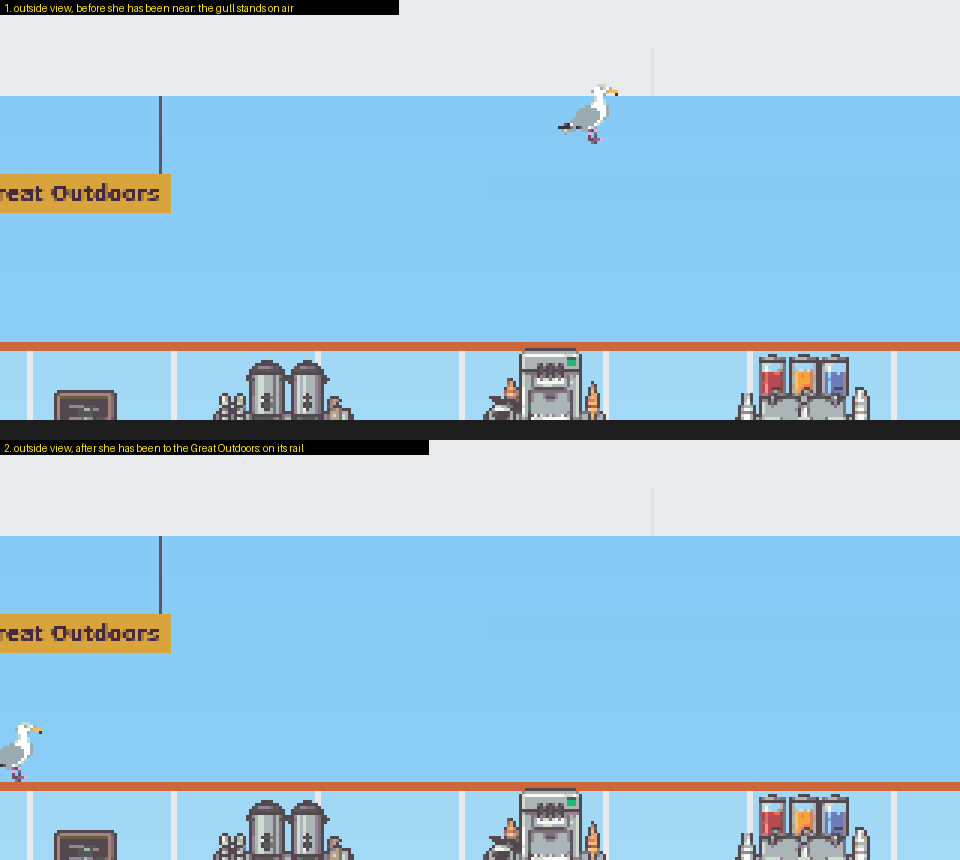 1. outside view, before she has been near: the gull stands on air
reat Outdoors
2. outside view, after she has been to the Great Outdoors: on its rail
reat Outdoors